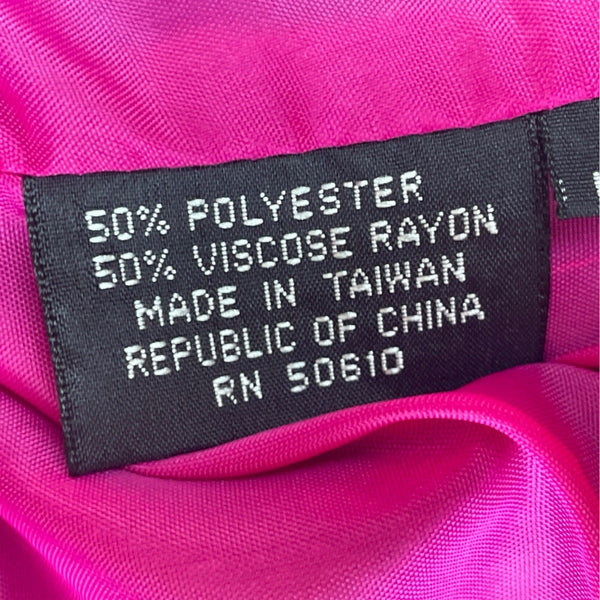 50% POLYESTER
50% VISCOSE RAYON
MADE IN TAIWAN
REPUBLIC OF CHINA
RN 50610